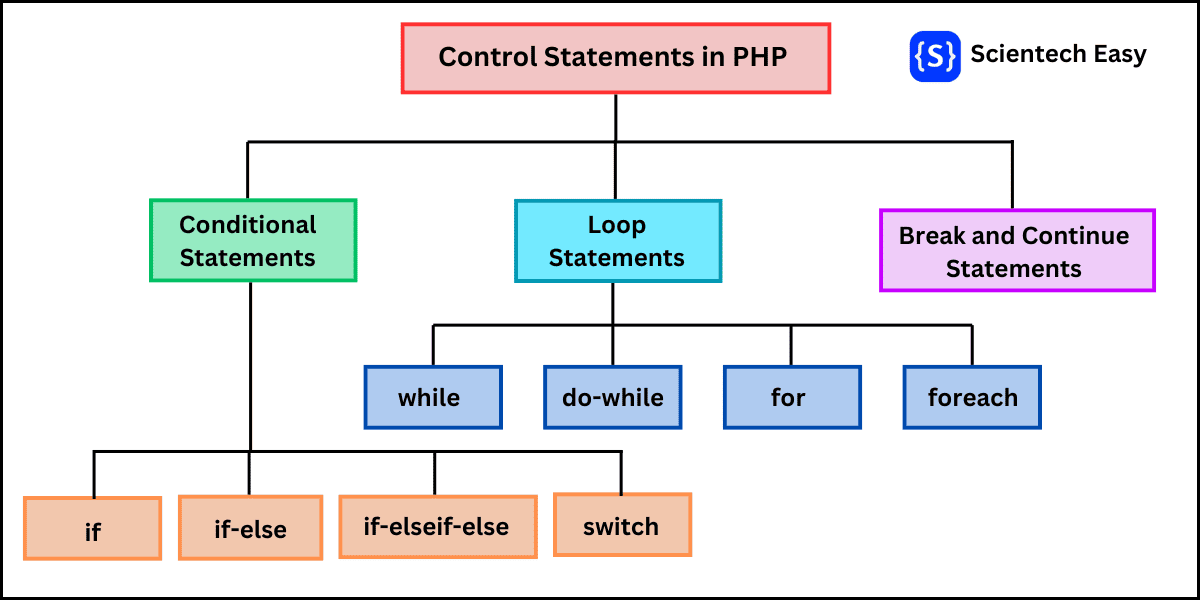 Control Statements in PHP
{S} Scientech Easy
Conditional
Statements
Loop
Statements
Break and Continue
Statements
while
do-while
for
foreach
if
if-else
if-elseif-else
switch